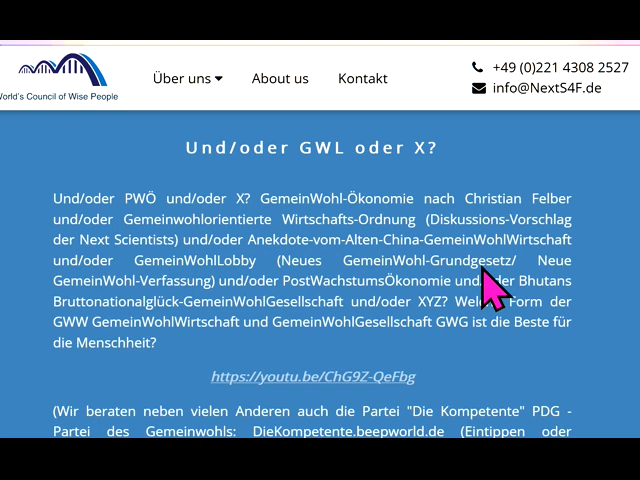 World's Council of Wise People
Über uns
About us
Kontakt
+49 (0)221 4308 2527
info@NextS4F.de
Und/oder GWL oder X?
Und/oder PWÖ und/oder X? GemeinWohl-Ökonomie nach Christian Felber
und/oder Gemeinwohlorientierte Wirtschafts-Ordnung (Diskussions-Vorschlag
der Next Scientists) und/oder Anekdote-vom-Alten-China-GemeinWohlWirtschaft
und/oder GemeinWohlLobby (Neues GemeinWohl-Grundgesetz/ Neue
GemeinWohl-Verfassung) und/oder PostWachstumsÖkonomie und/oder Bhutans
Bruttonationalglück-GemeinWohlGesellschaft und/oder XYZ? Welche Form der
GWW GemeinWohlWirtschaft und GemeinWohlGesellschaft GWG ist die Beste für
die Menschheit?
https://youtu.be/ChG9Z-QeFbg
(Wir beraten neben vielen Anderen auch die Partei "Die Kompetente" PDG -
Partei des Gemeinwohls: DieKompetente.beepworld.de (Eintippen oder